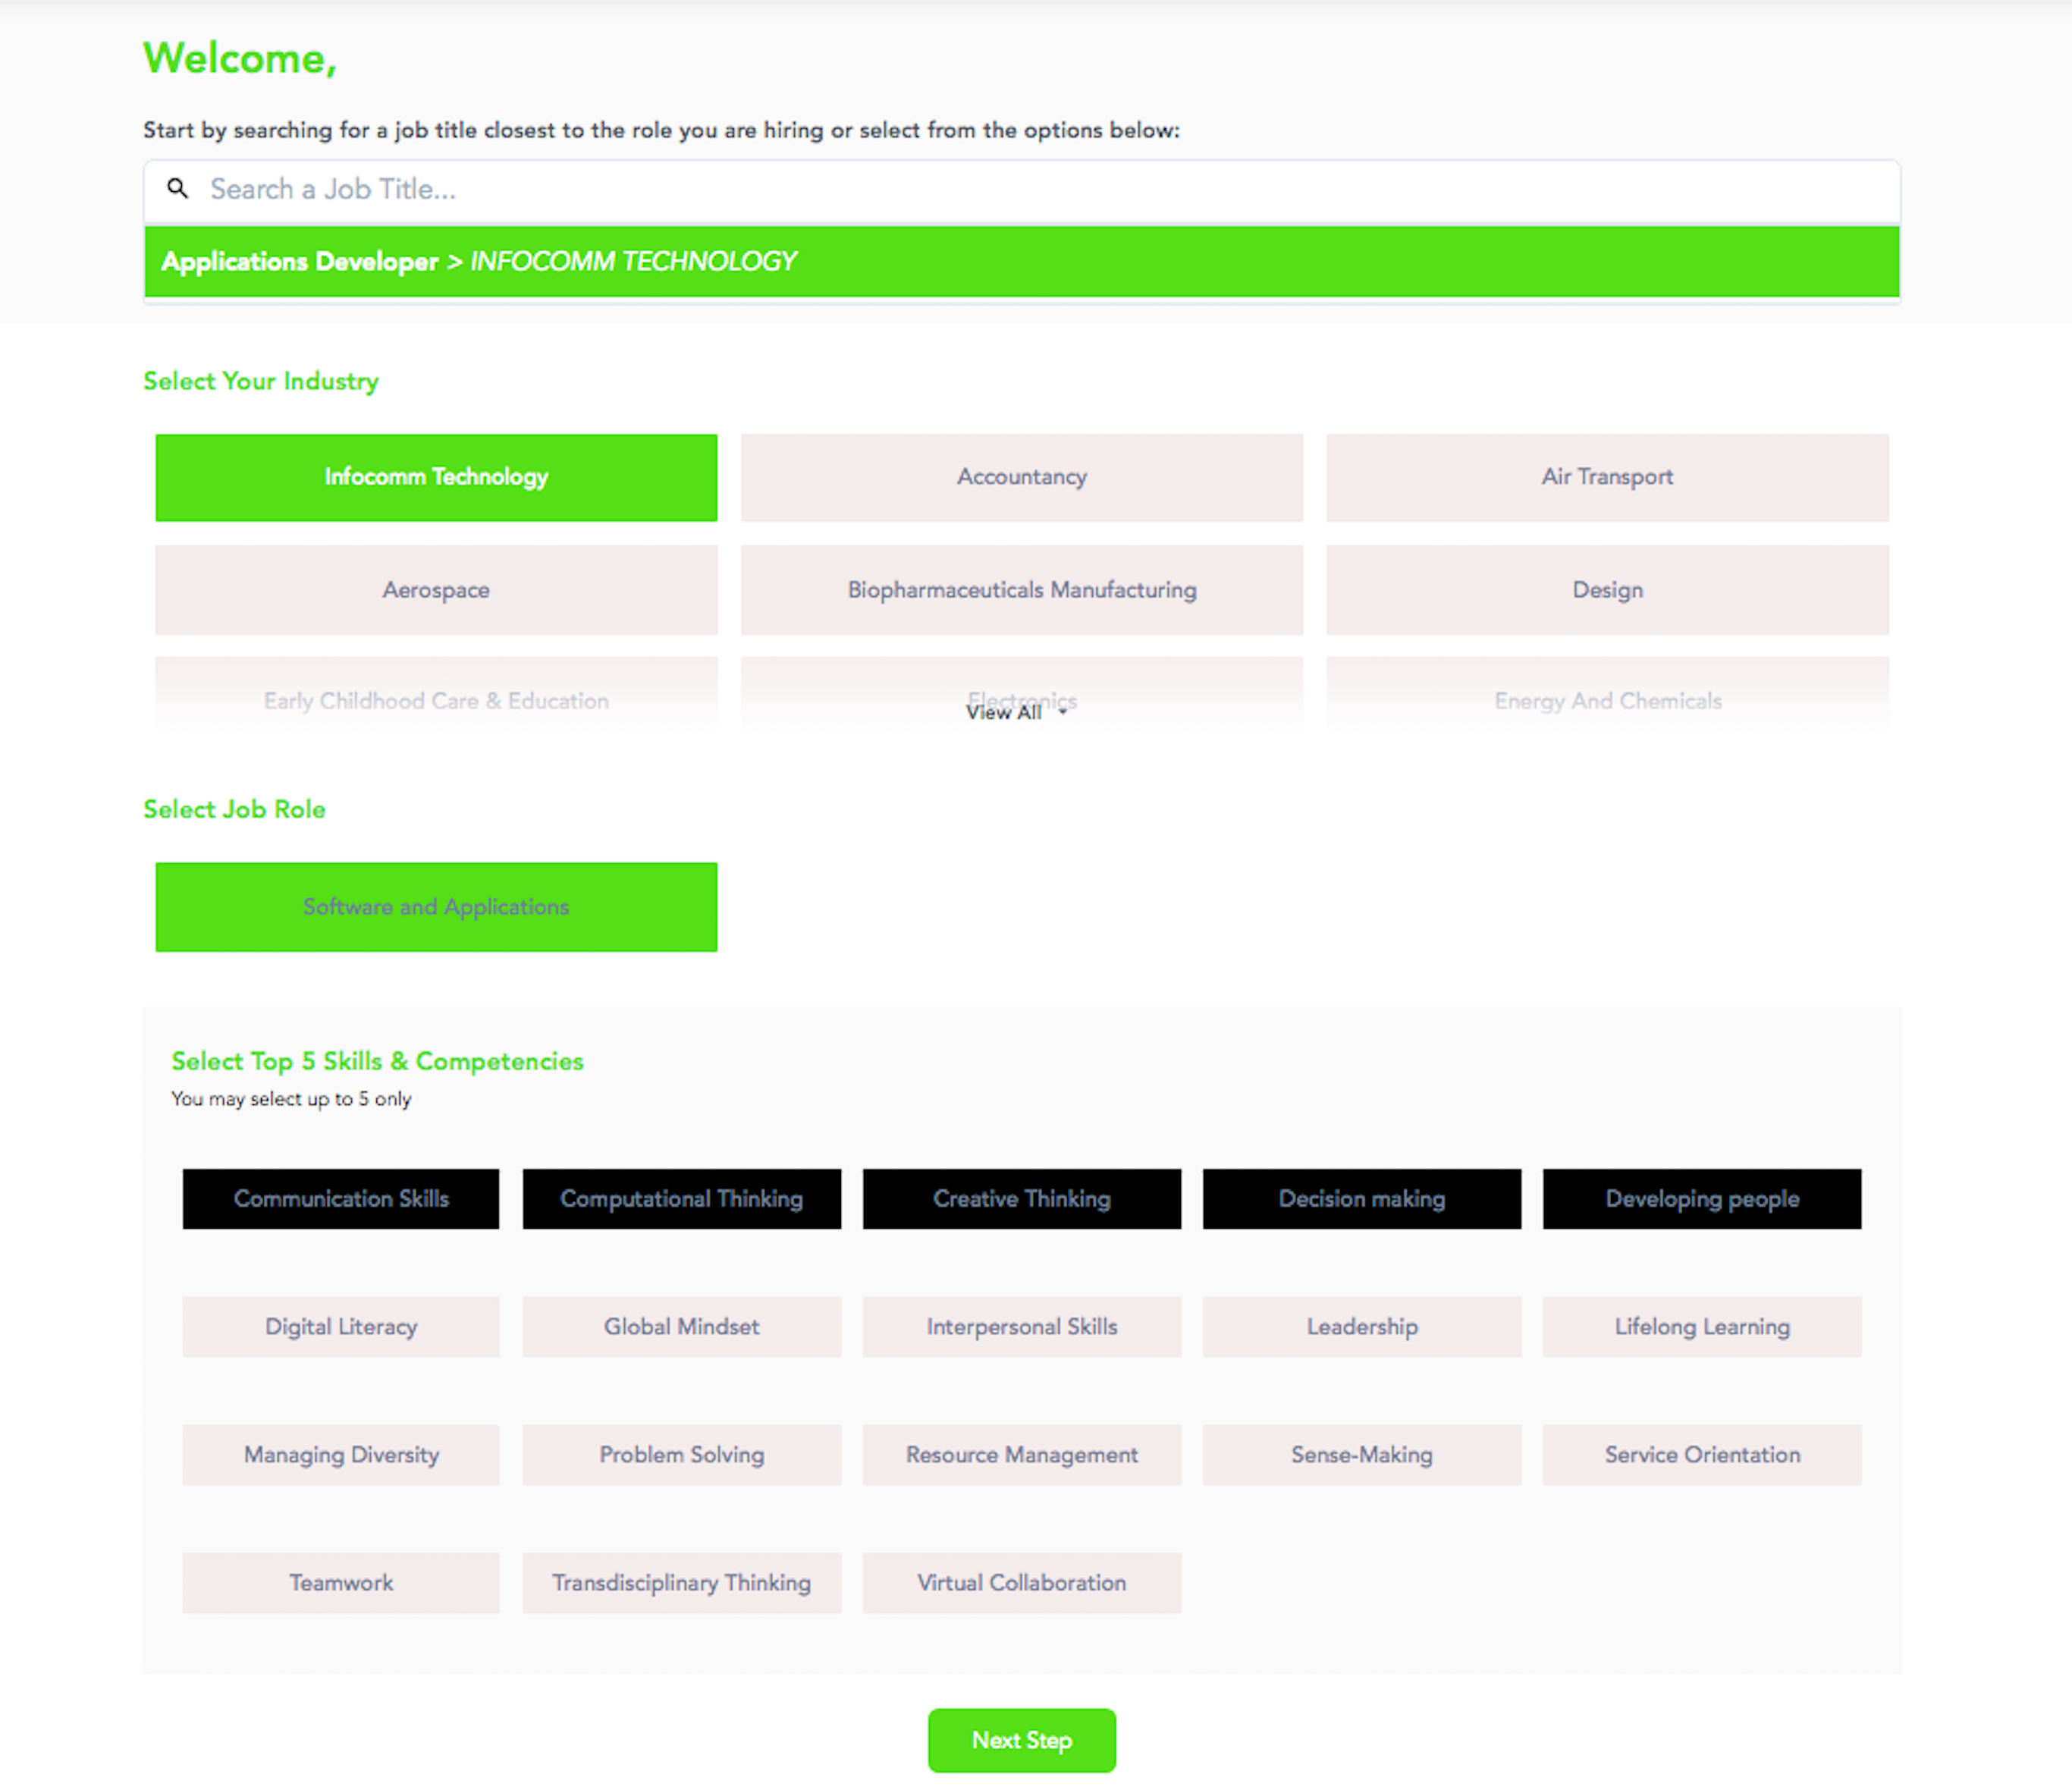 Welcome,
Start by searching for a job title closest to the role you are hiring or select from the options below:
Search a Job Title...
Applications Developer > INFOCOMM TECHNOLOGY
Select Your Industry
Infocomm Technology
Accountancy
Air Transport
Aerospace
Biopharmaceuticals Manufacturing
Design
Early Childhood Care & Education
Electronics
Energy And Chemicals
View All
Select Job Role
Software and Applications
Select Top 5 Skills & Competencies
You may select up to 5 only
Communication Skills
Computational Thinking
Creative Thinking
Decision making
Developing people
Digital Literacy
Global Mindset
Interpersonal Skills
Leadership
Lifelong Learning
Managing Diversity
Problem Solving
Resource Management
Sense-Making
Service Orientation
Teamwork
Transdisciplinary Thinking
Virtual Collaboration
Next Step